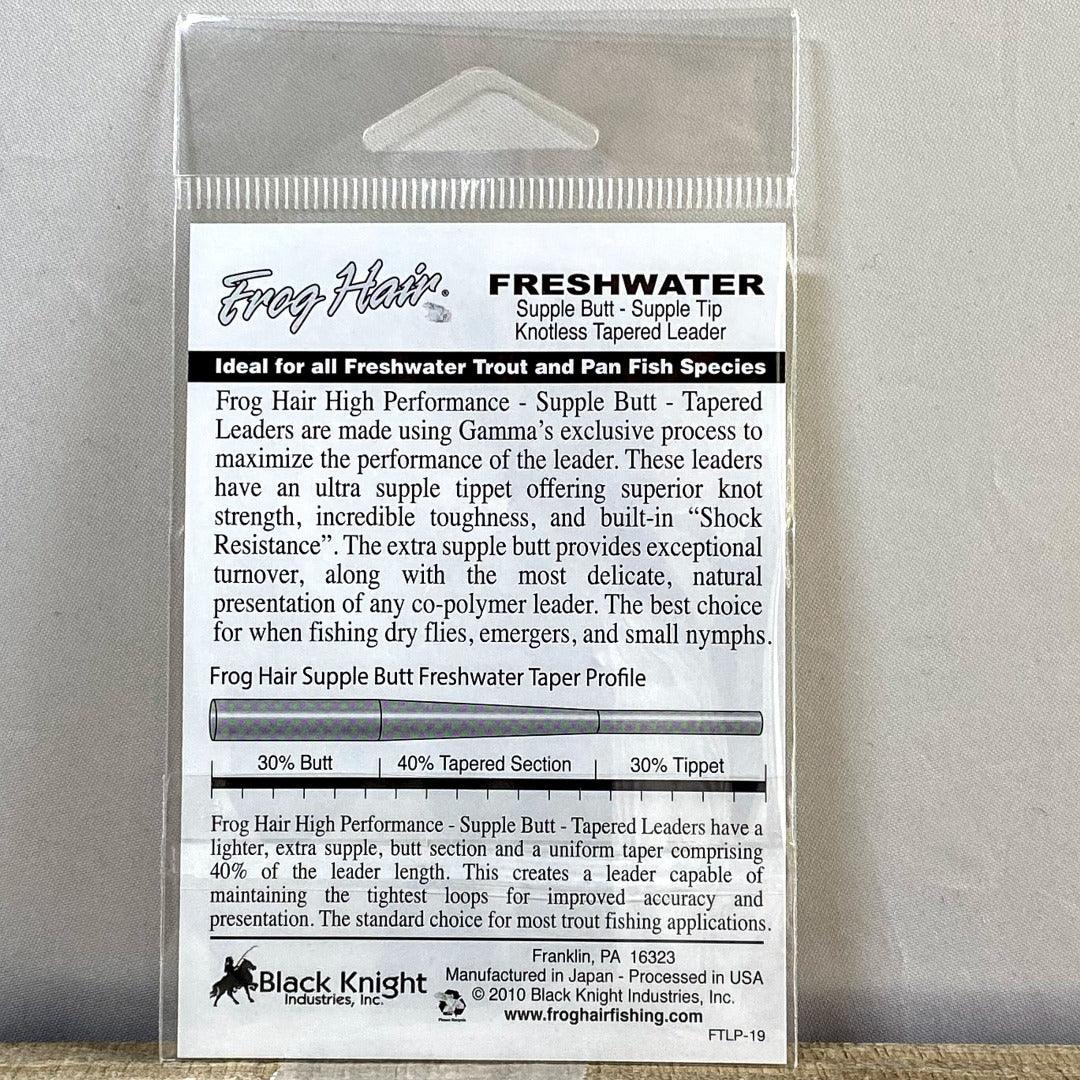 Frog Hair®
FRESHWATER
Supple Butt - Supple Tip
Knotless Tapered Leader
Ideal for all Freshwater Trout and Pan Fish Species
Frog Hair High Performance - Supple Butt - Tapered
Leaders are made using Gamma's exclusive process to
maximize the performance of the leader. These leaders
have an ultra supple tippet offering superior knot
strength, incredible toughness, and built-in “Shock
Resistance”. The extra supple butt provides exceptional
turnover, along with the most delicate, natural
presentation of any co-polymer leader. The best choice
for when fishing dry flies, emergers, and small nymphs.
Frog Hair Supple Butt Freshwater Taper Profile
30% Butt
40% Tapered Section
30% Tippet
Frog Hair High Performance - Supple Butt - Tapered Leaders have a
lighter, extra supple, butt section and a uniform taper comprising
40% of the leader length. This creates a leader capable of
maintaining the tightest loops for improved accuracy and
presentation. The standard choice for most trout fishing applications.
Black Knight
Industries, Inc.
Please Recycle
Franklin, PA 16323
Manufactured in Japan - Processed in USA
© 2010 Black Knight Industries, Inc.
www.froghairfishing.com
FTLP-19